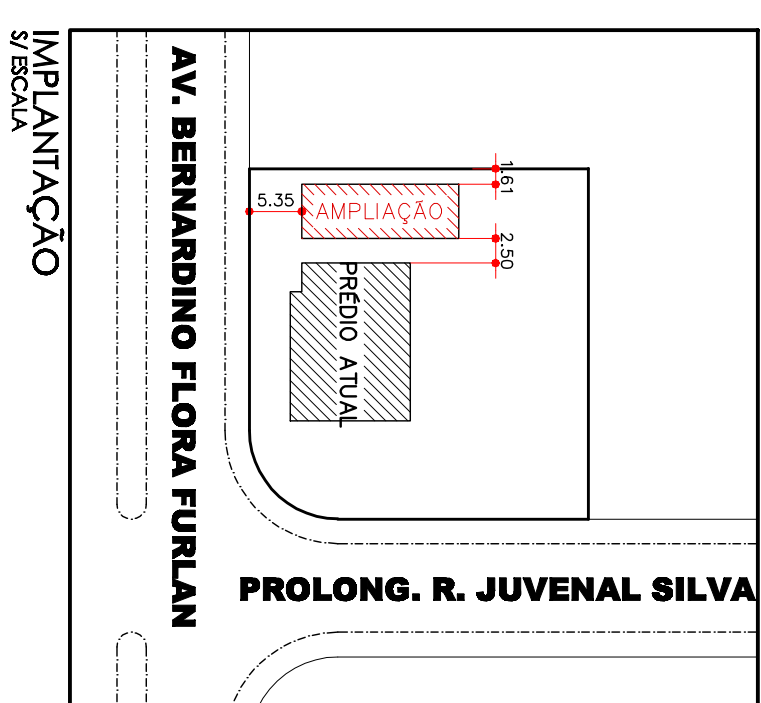 IMPLANTAÇÃO
S/ ESCALA
AV. BERNARDINO FLORA FURLAN
1.61
5.35
AMPLIAÇÃO
2.50
PRÉDIO ATUAL
PROLONG. R. JUVENAL SILVA